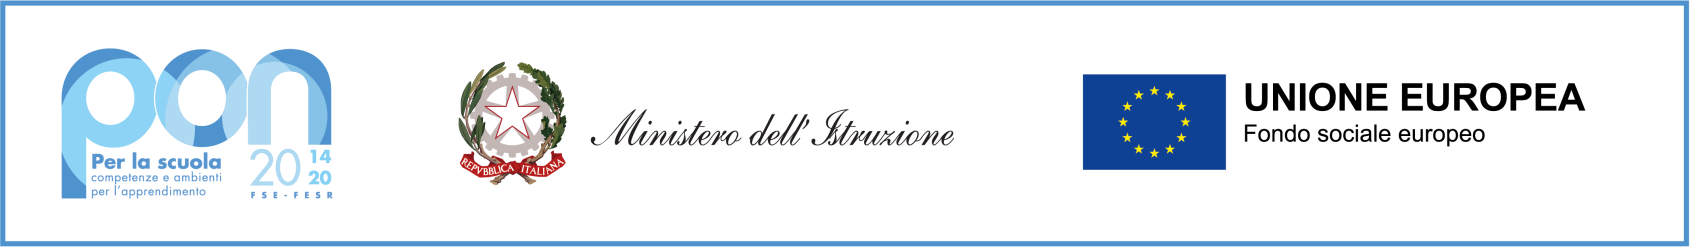 pon
Per la scuola
competenze e ambienti
per l'apprendimento
20 14
20
FSE-FESR
REPVBBLICA ITALIANA
Ministero dell'Istruzione
UNIONE EUROPEA
Fondo sociale europeo